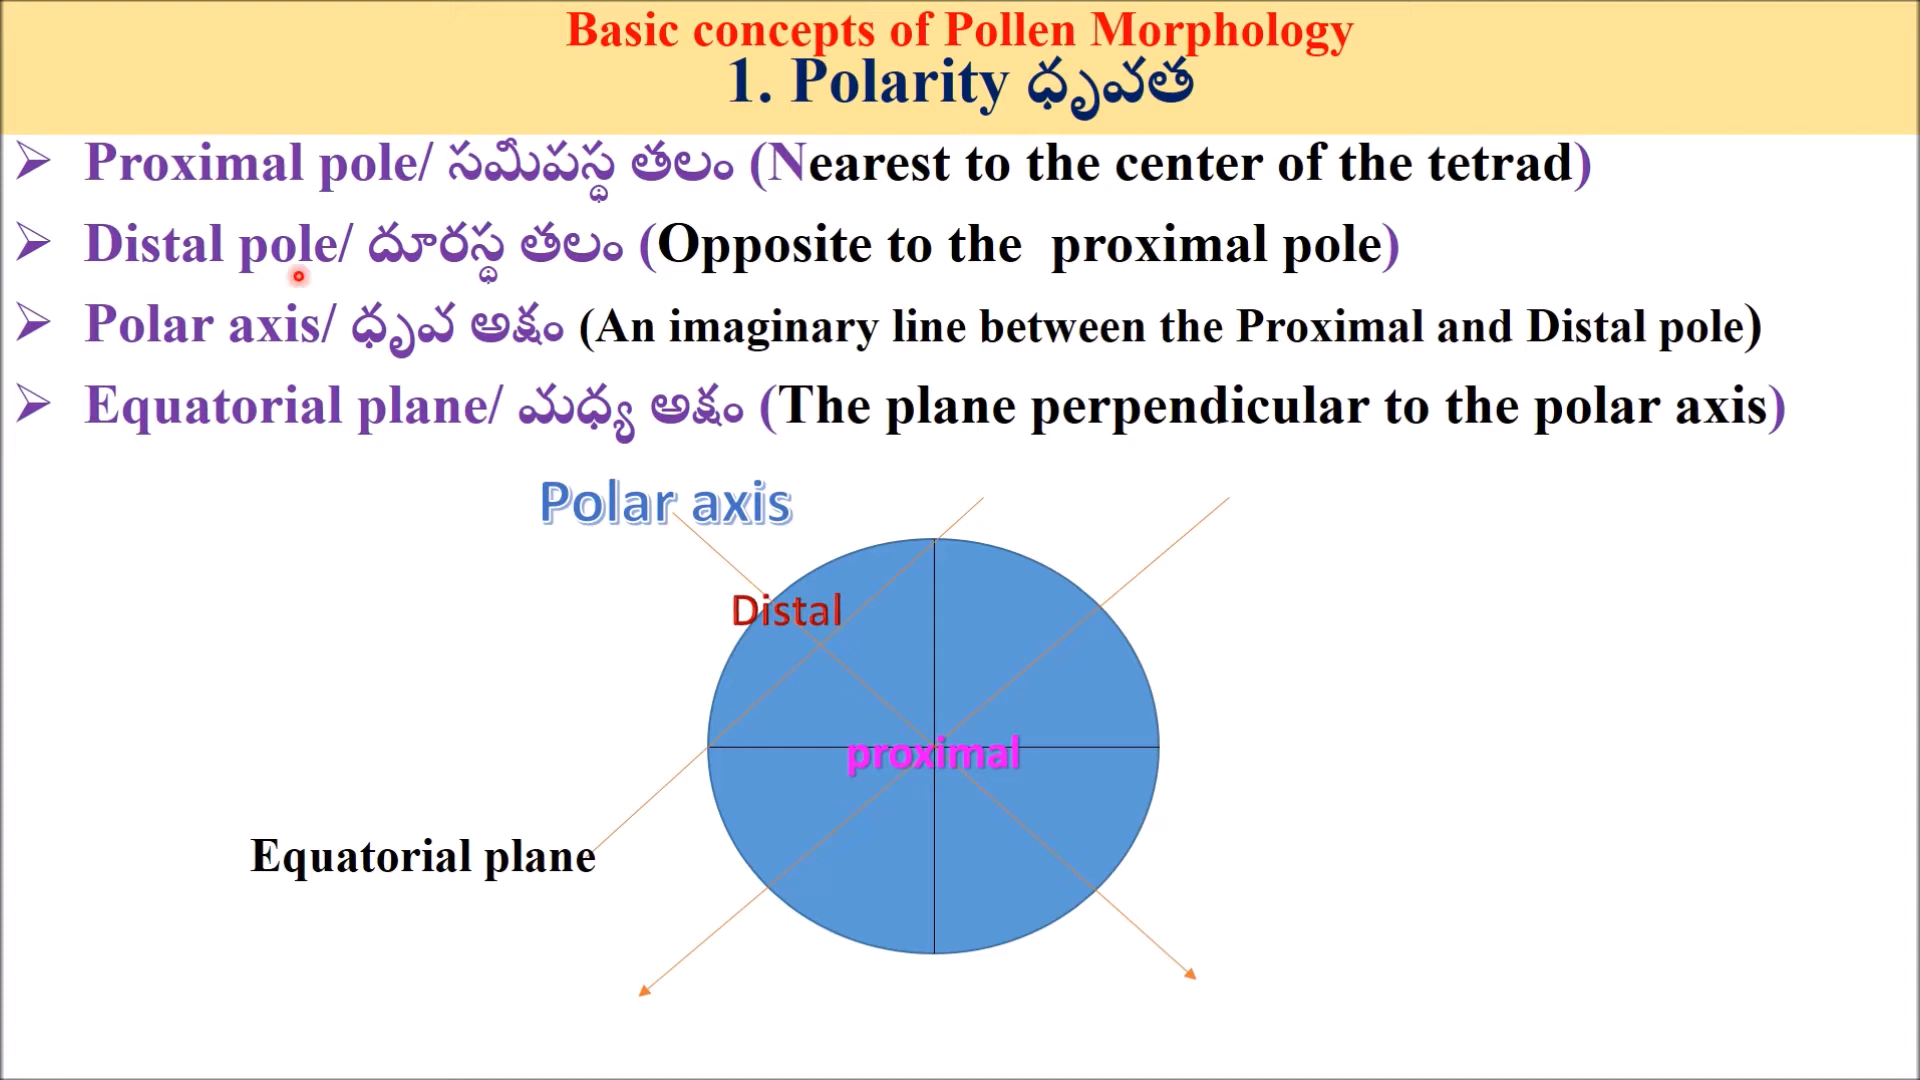 Basic concepts of Pollen Morphology
1. Polarity ధృవత
Proximal pole/ సమీపస్థ తలం (Nearest to the center of the tetrad)
Distal pole/ దూరస్థ తలం (Opposite to the proximal pole)
Polar axis/ ధృవ అక్షం (An imaginary line between the Proximal and Distal pole)
Equatorial plane/ మధ్య అక్షం (The plane perpendicular to the polar axis)
Polar axis
Distal
proximal
Equatorial plane